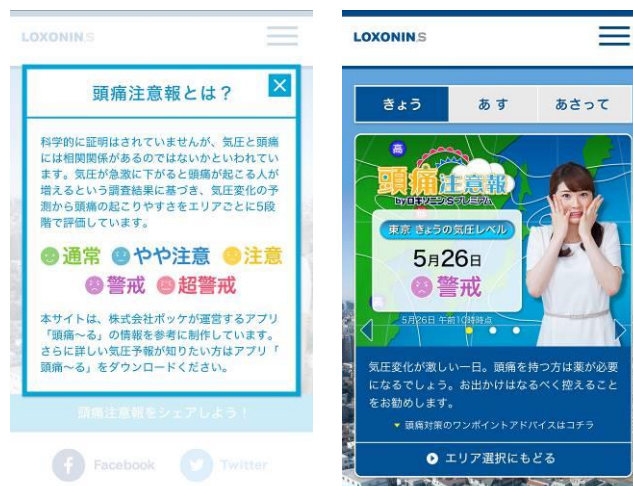 LOXONIN S
頭痛注意報とは？
科学的に証明はされていませんが、気圧と頭痛
には相関関係があるのではないかといわれてい
ます。気圧が急激に下がると頭痛が起こる人が
増えるという調査結果に基づき、気圧変化の予
測から頭痛の起こりやすさをエリアごとに5段
階で評価しています。
通常 やや注意 注意
警戒 超警戒
本サイトは、株式会社ポッケが運営するアプリ
「頭痛〜る」の情報を参考に制作しています。
さらに詳しい気圧予報が知りたい方はアプリ「
頭痛〜る」をダウンロードください。
頭痛注意報をシェアしよう！
Facebook Twitter
LOXONIN S
きょう あす あさって
高
頭痛注意報
byロキソニンSプレミアム
東京 きょうの気圧レベル
5月26日
警戒
5月26日 午前10時時点
気圧変化が激しい一日。頭痛を持つ方は薬が必要
になるでしょう。お出かけはなるべく控えること
をお勧めします。
頭痛対策のワンポイントアドバイスはコチラ
エリア選択にもどる